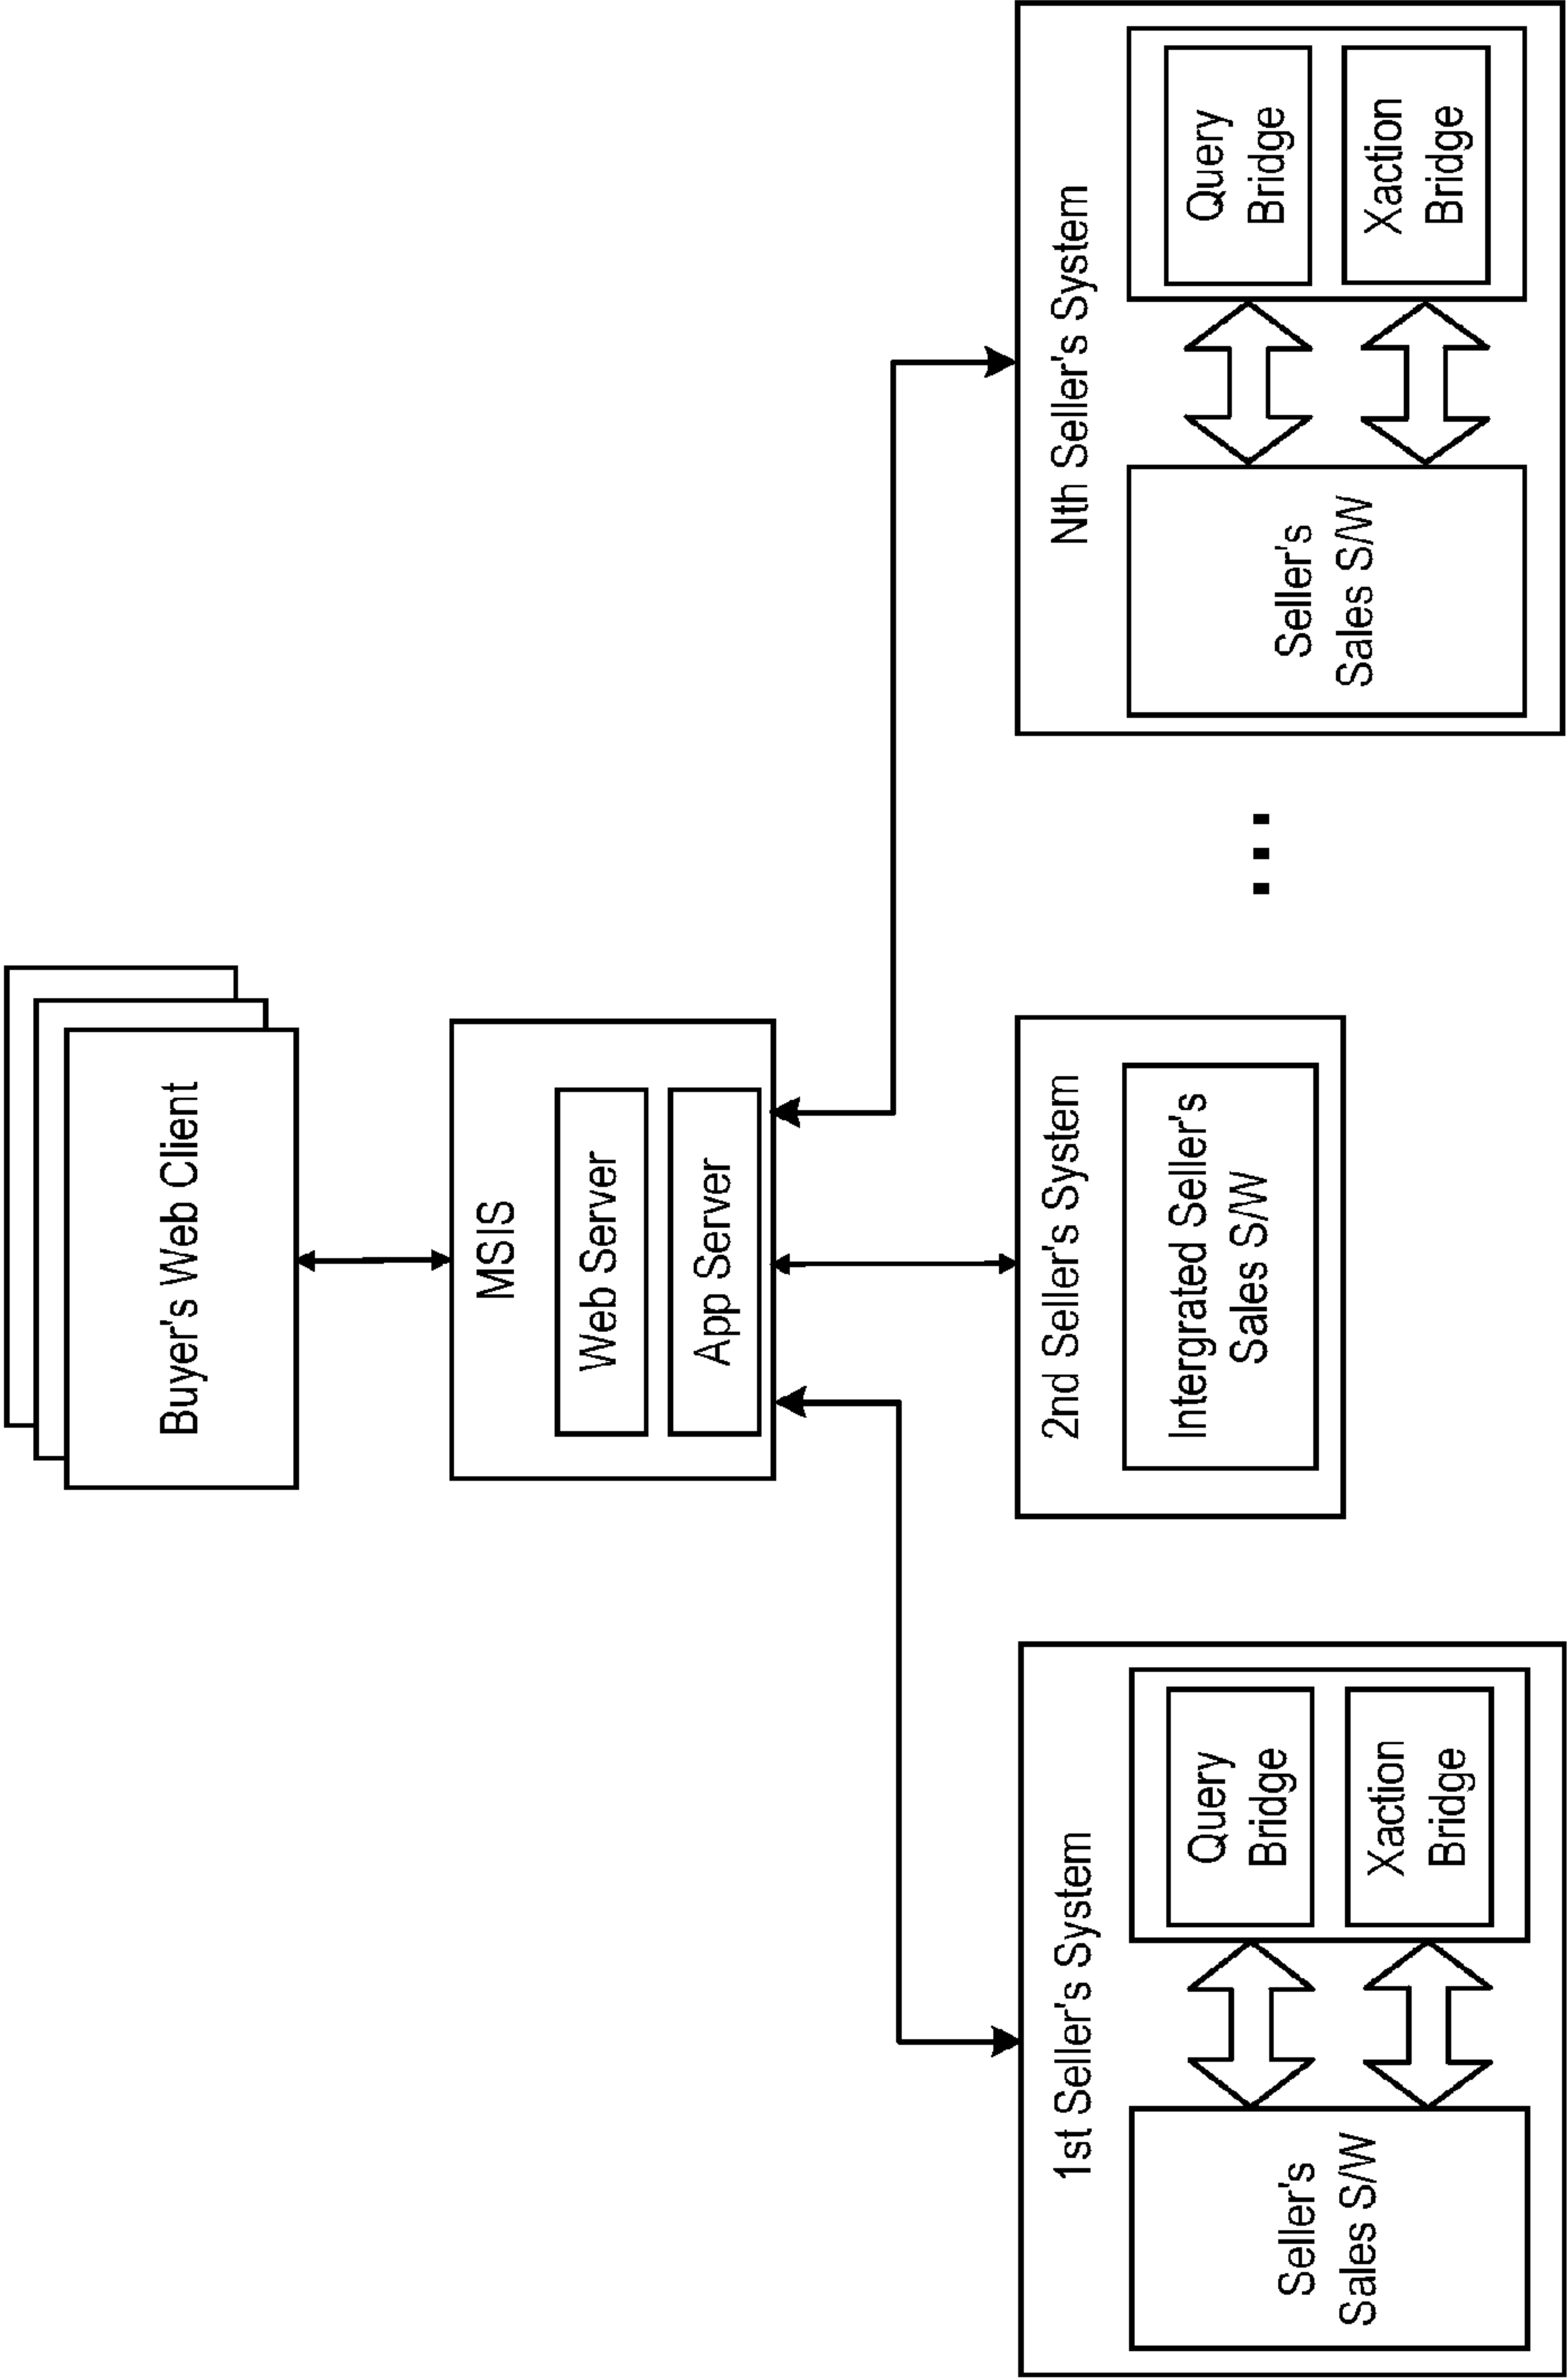 Buyer's Web Client
MSIS
Web Server
App Server
1st Seller's System
Seller's
Sales S/W
Query
Bridge
Xaction
Bridge
2nd Seller's System
Intergrated Seller's
Sales S/W
...
Nth Seller's System
Seller's
Sales S/W
Query
Bridge
Xaction
Bridge